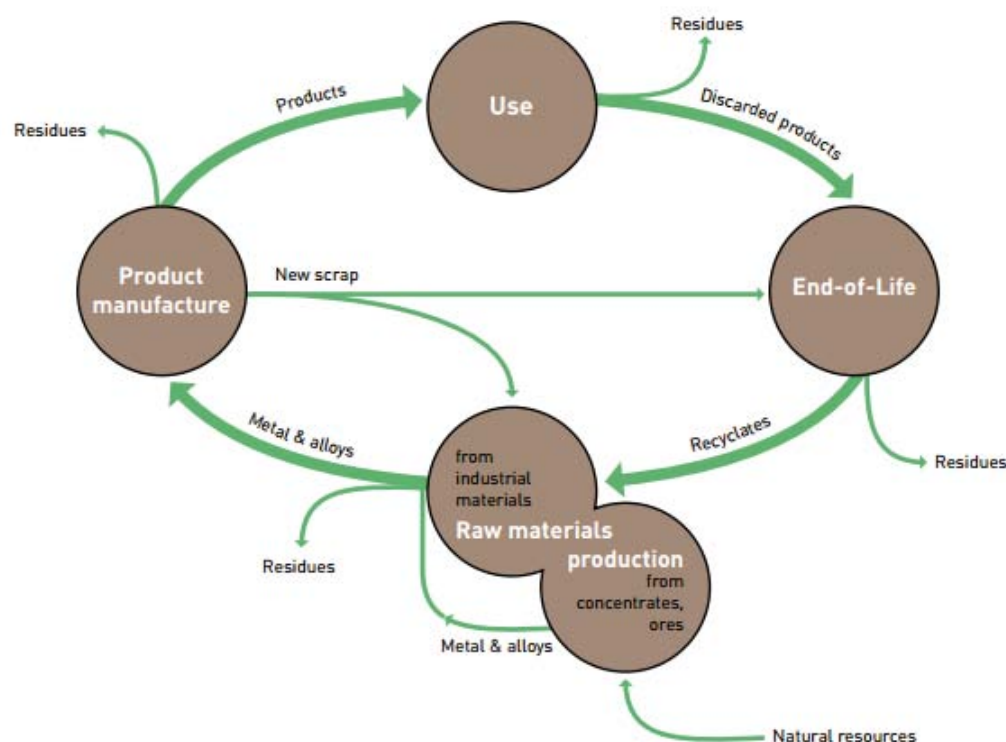 Residues
Use
Products
Discarded products
Residues
Product
manufacture
New scrap
End-of-Life
Metal & alloys
Recyclates
from
industrial
materials
Residues
Raw materials
production
Residues
from
concentrates,
ores
Metal & alloys
Natural resources